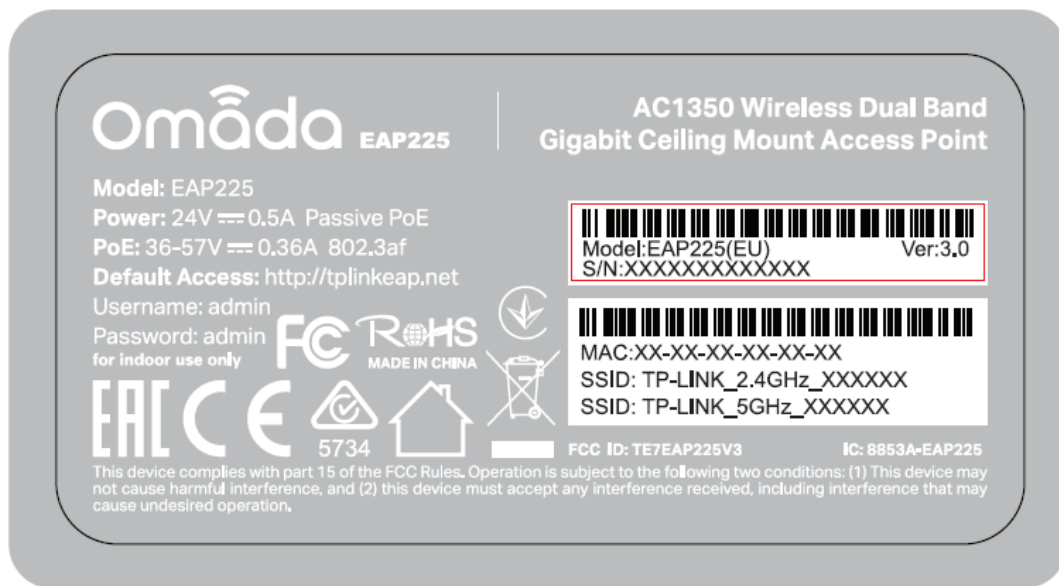 Omada EAP225
AC1350 Wireless Dual Band
Gigabit Ceiling Mount Access Point
Model: EAP225
Power: 24V ⎓ 0.5A Passive PoE
PoE: 36-57V ⎓ 0.36A 802.3af
Default Access: http://tplinkeap.net
Username: admin
Password: admin
for indoor use only
FC
RoHS
MADE IN CHINA
EAC CE
5734
Model:EAP225(EU) Ver:3.0
S/N:XXXXXXXXXXXXX
MAC:XX-XX-XX-XX-XX-XX
SSID: TP-LINK_2.4GHz_XXXXXX
SSID: TP-LINK_5GHz_XXXXXX
FCC ID: TE7EAP225V3 IC: 8853A-EAP225
This device complies with part 15 of the FCC Rules. Operation is subject to the following two conditions: (1) This device may
not cause harmful interference, and (2) this device must accept any interference received, including interference that may
cause undesired operation.